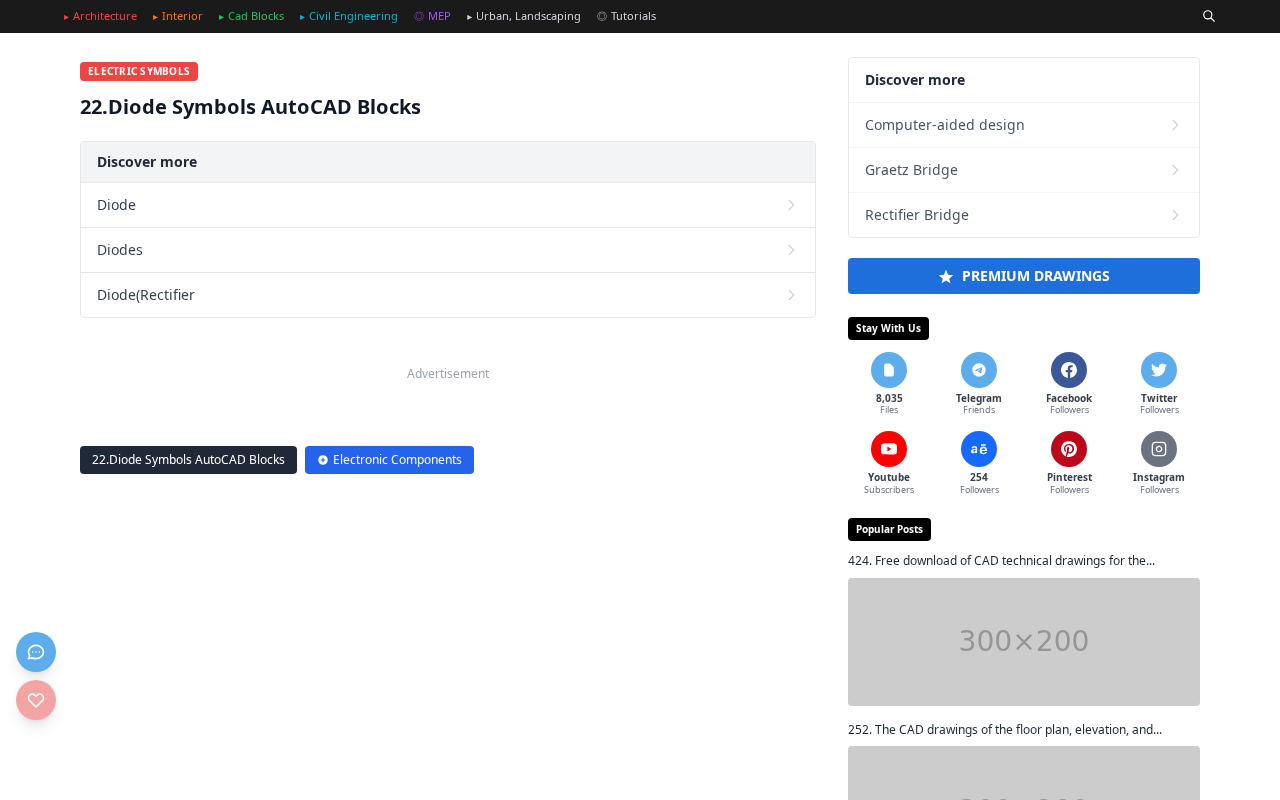 ▸ Architecture ▸ Interior ▸ Cad Blocks ▸ Civil Engineering ◎ MEP ▸ Urban, Landscaping ◎ Tutorials
ELECTRIC SYMBOLS
22.Diode Symbols AutoCAD Blocks
Discover more
Diode
Diodes
Diode(Rectifier
Advertisement
22.Diode Symbols AutoCAD Blocks Electronic Components
Discover more
Computer-aided design
Graetz Bridge
Rectifier Bridge
PREMIUM DRAWINGS
Stay With Us
8,035 Telegram Facebook Twitter
Files Friends Followers Followers
Youtube 254 Pinterest Instagram
Subscribers Followers Followers Followers
Popular Posts
424. Free download of CAD technical drawings for the...
300×200
252. The CAD drawings of the floor plan, elevation, and...